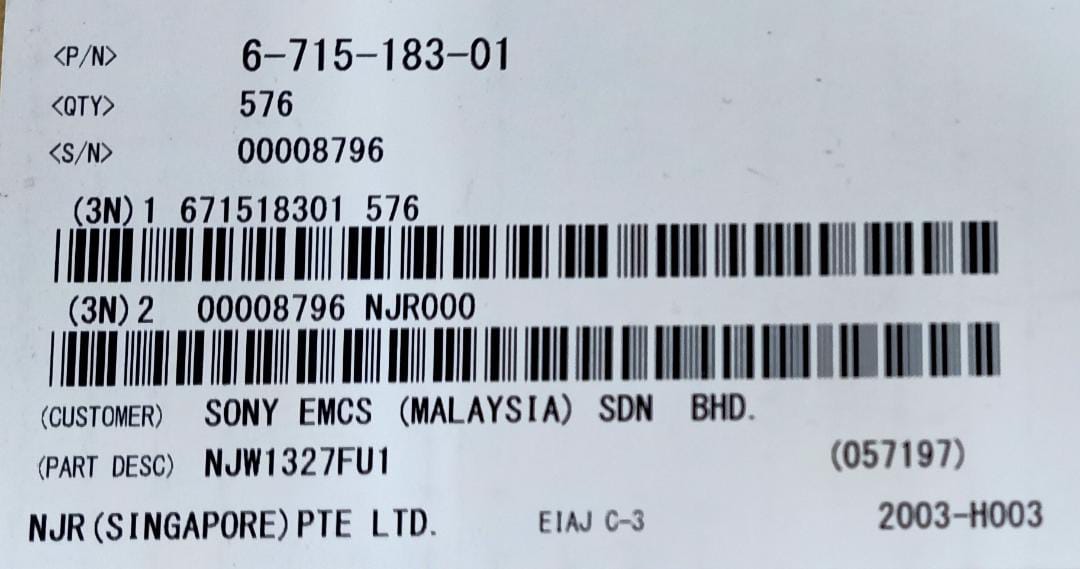 <P/N> 6-715-183-01
<QTY> 576
<S/N> 00008796
(3N)1 671518301 576
(3N)2 00008796 NJR000
(CUSTOMER) SONY EMCS (MALAYSIA) SDN BHD.
(PART DESC) NJW1327FU1 (057197)
NJR(SINGAPORE)PTE LTD. EIAJ C-3 2003-H003